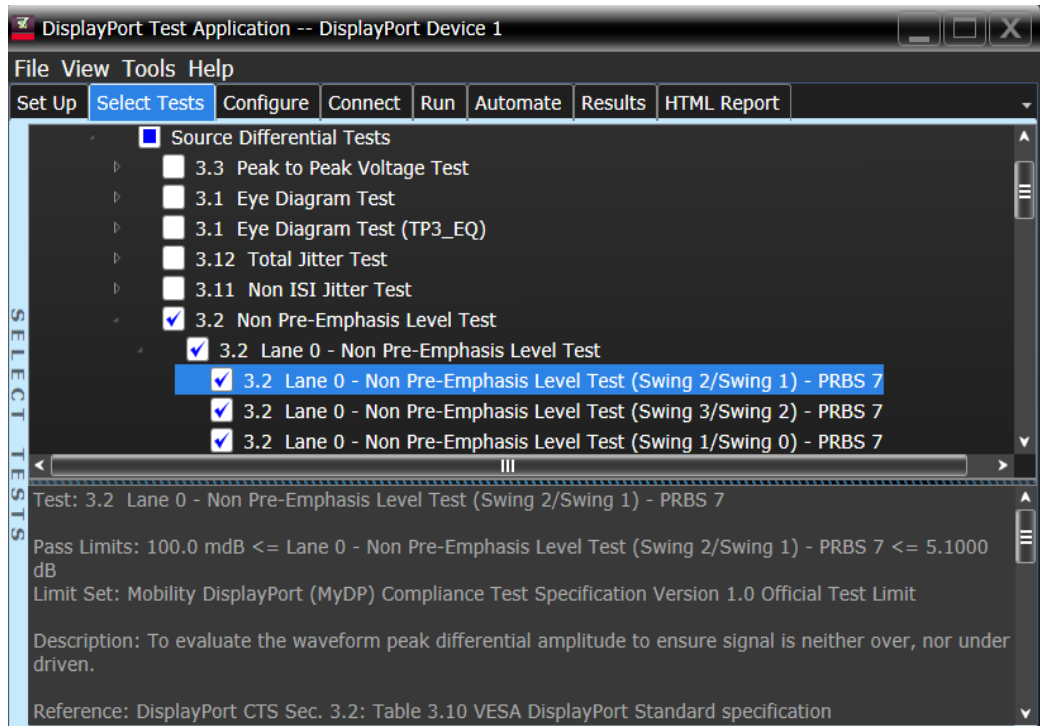 DisplayPort Test Application -- DisplayPort Device 1
File View Tools Help
Set Up Select Tests Configure Connect Run Automate Results HTML Report
Source Differential Tests
3.3 Peak to Peak Voltage Test
3.1 Eye Diagram Test
3.1 Eye Diagram Test (TP3_EQ)
3.12 Total Jitter Test
3.11 Non ISI Jitter Test
3.2 Non Pre-Emphasis Level Test
3.2 Lane 0 - Non Pre-Emphasis Level Test
3.2 Lane 0 - Non Pre-Emphasis Level Test (Swing 2/Swing 1) - PRBS 7
3.2 Lane 0 - Non Pre-Emphasis Level Test (Swing 3/Swing 2) - PRBS 7
3.2 Lane 0 - Non Pre-Emphasis Level Test (Swing 1/Swing 0) - PRBS 7
SELECT TESTS
Test: 3.2 Lane 0 - Non Pre-Emphasis Level Test (Swing 2/Swing 1) - PRBS 7
Pass Limits: 100.0 mdB <= Lane 0 - Non Pre-Emphasis Level Test (Swing 2/Swing 1) - PRBS 7 <= 5.1000
dB
Limit Set: Mobility DisplayPort (MyDP) Compliance Test Specification Version 1.0 Official Test Limit
Description: To evaluate the waveform peak differential amplitude to ensure signal is neither over, nor under
driven.
Reference: DisplayPort CTS Sec. 3.2: Table 3.10 VESA DisplayPort Standard specification